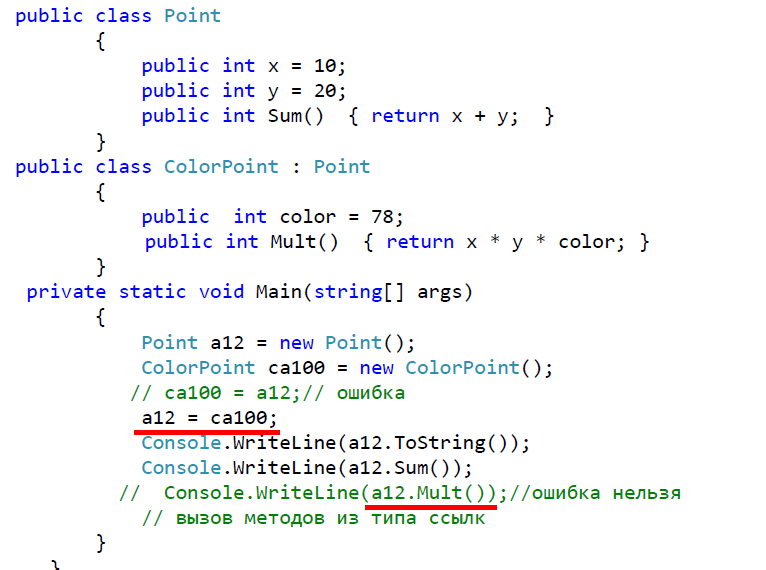 public class Point
{
public int x = 10;
public int y = 20;
public int Sum()  { return x + y;  }
}
public class ColorPoint : Point
{
public  int color = 78;
public int Mult()  { return x * y * color; }
}
private static void Main(string[] args)
{
Point a12 = new Point();
ColorPoint ca100 = new ColorPoint();
// ca100 = a12;// ошибка
a12 = ca100;
Console.WriteLine(a12.ToString());
Console.WriteLine(a12.Sum());
//  Console.WriteLine(a12.Mult());//ошибка нельзя
// вызов методов из типа ссылк
}
}